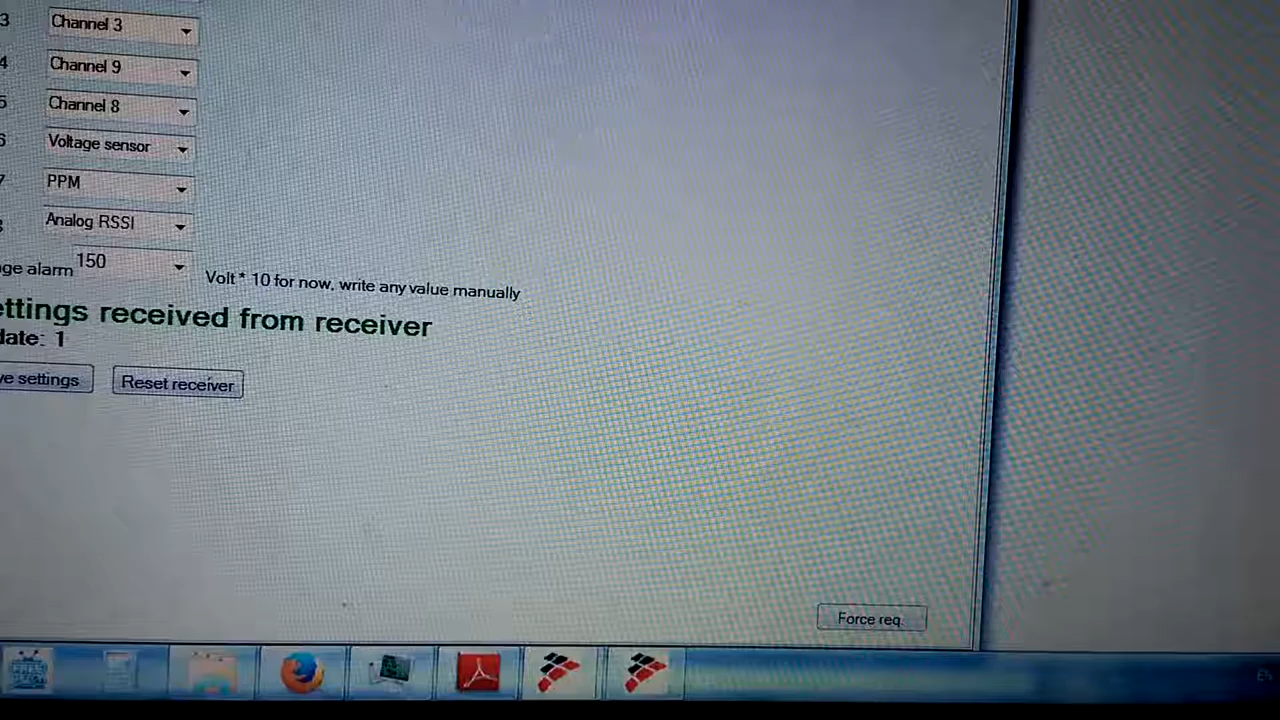 3 Channel 3
4 Channel 9
5 Channel 8
6 Voltage sensor
7 PPM
Analog RSSI
ge alarm 150 Volt * 10 for now, write any value manually
ettings received from receiver
date: 1
ve settings Reset receiver
Force req.
EN